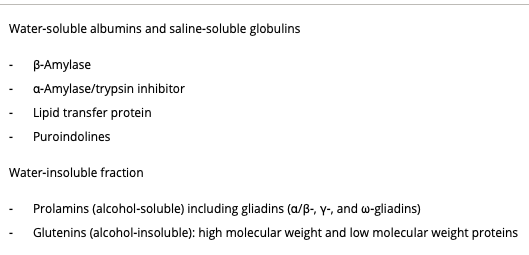 Water-soluble albumins and saline-soluble globulins
- β-Amylase
- α-Amylase/trypsin inhibitor
- Lipid transfer protein
- Puroindolines
Water-insoluble fraction
- Prolamins (alcohol-soluble) including gliadins (α/β-, γ-, and ω-gliadins)
- Glutenins (alcohol-insoluble): high molecular weight and low molecular weight proteins